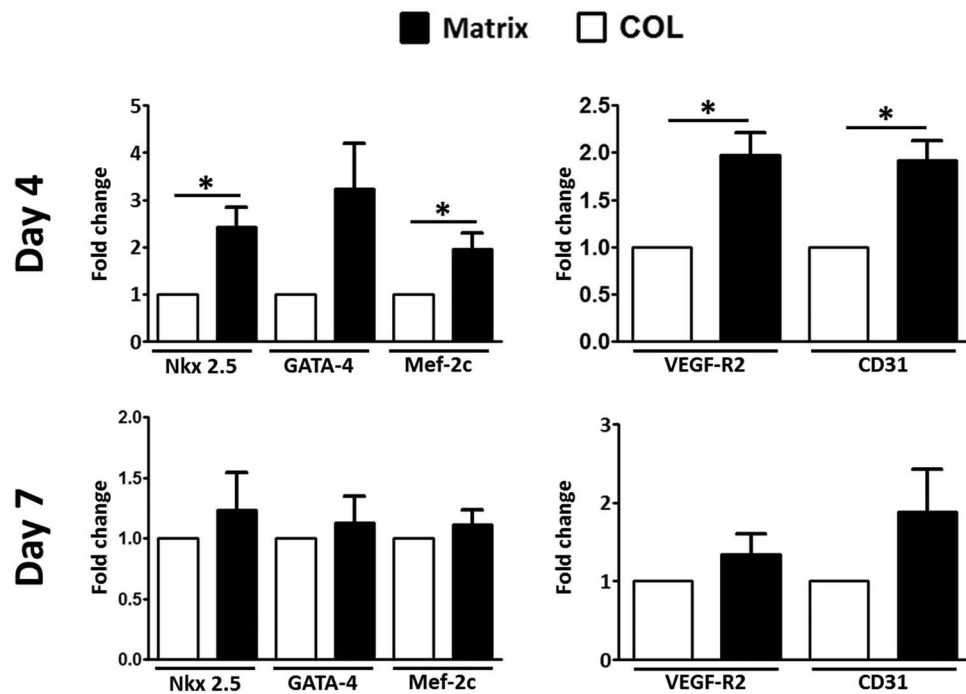 Matrix COL
Day 4
Fold change
5
4
3
2
1
0
*
*
Nkx 2.5 GATA-4 Mef-2c
Fold change
2.5
2.0
1.5
1.0
0.5
0.0
*
*
VEGF-R2 CD31
Day 7
Fold change
2.0
1.5
1.0
0.5
0.0
Nkx 2.5 GATA-4 Mef-2c
Fold change
3
2
1
0
VEGF-R2 CD31